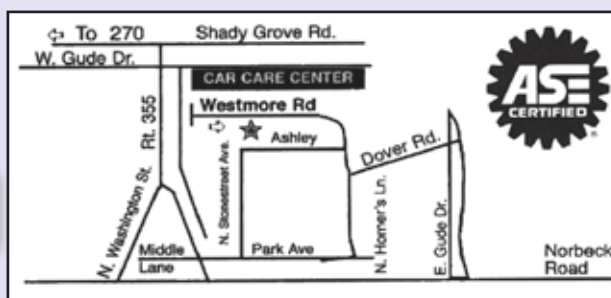 To 270
Shady Grove Rd.
W. Gude Dr.
CAR CARE CENTER
Westmore Rd
Rt. 355
N. Stonestreet Ave.
Ashley
Dover Rd.
N. Washington St.
Middle
Lane
Park Ave
N. Horner's Ln.
E. Gude Dr.
Norbeck
Road
ASE
CERTIFIED
®